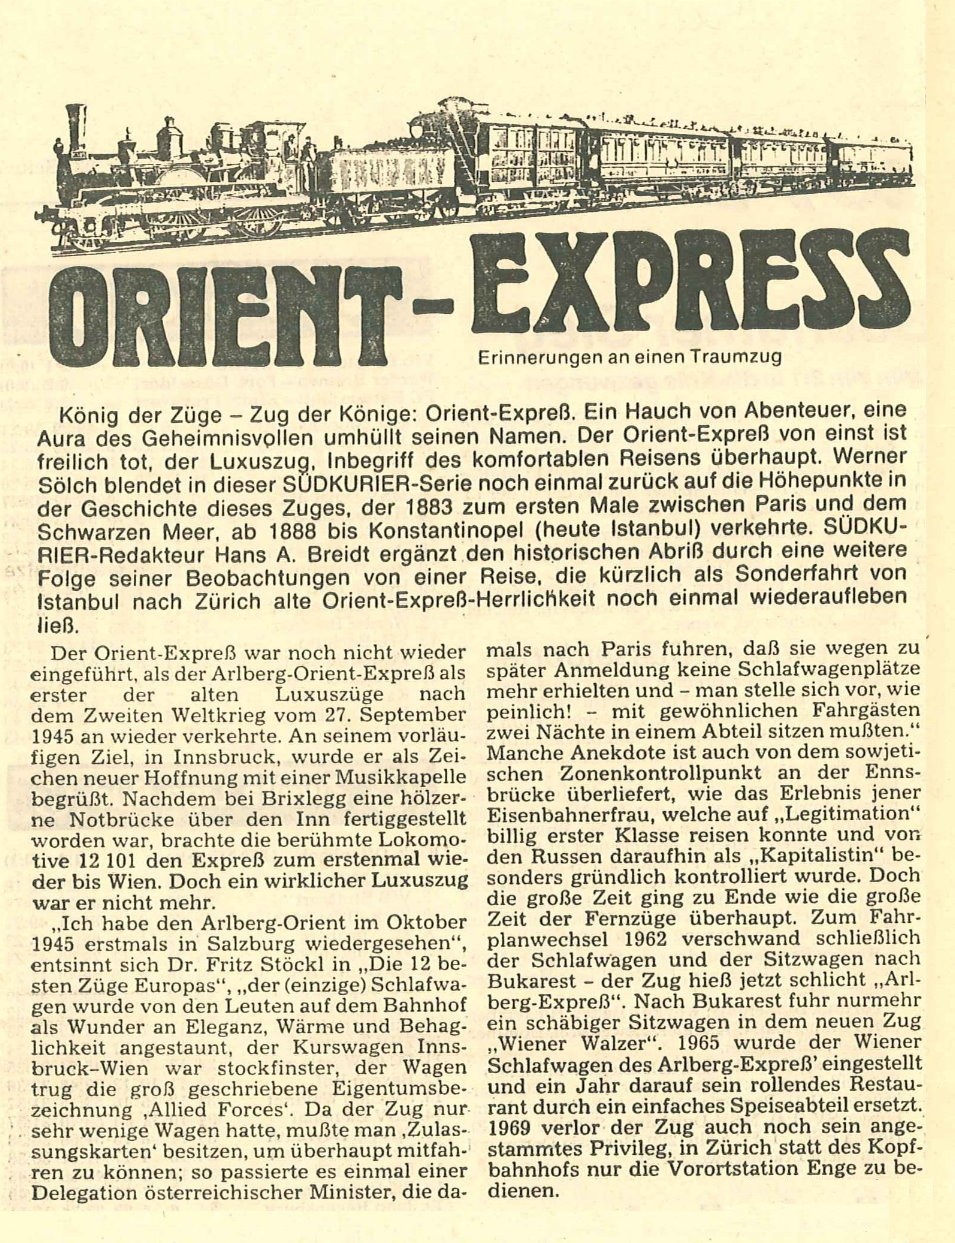 ORIENT-EXPRESS
Erinnerungen an einen Traumzug
König der Züge – Zug der Könige: Orient-Expreß. Ein Hauch von Abenteuer, eine
Aura des Geheimnisvollen umhüllt seinen Namen. Der Orient-Expreß von einst ist
freilich tot, der Luxuszug, Inbegriff des komfortablen Reisens überhaupt. Werner
Sölch blendet in dieser SÜDKURIER-Serie noch einmal zurück auf die Höhepunkte in
der Geschichte dieses Zuges, der 1883 zum ersten Male zwischen Paris und dem
Schwarzen Meer, ab 1888 bis Konstantinopel (heute Istanbul) verkehrte. SÜDKU-
RIER-Redakteur Hans A. Breidt ergänzt den historischen Abriß durch eine weitere
Folge seiner Beobachtungen von einer Reise, die kürzlich als Sonderfahrt von
Istanbul nach Zürich alte Orient-Expreß-Herrlichkeit noch einmal wiederaufleben
ließ.
Der Orient-Expreß war noch nicht wieder
eingeführt, als der Arlberg-Orient-Expreß als
erster der alten Luxuszüge nach
dem Zweiten Weltkrieg vom 27. September
1945 an wieder verkehrte. An seinem vorläu-
figen Ziel, in Innsbruck, wurde er als Zei-
chen neuer Hoffnung mit einer Musikkapelle
begrüßt. Nachdem bei Brixlegg eine hölzer-
ne Notbrücke über den Inn fertiggestellt
worden war, brachte die berühmte Lokomo-
tive 12 101 den Expreß zum erstenmal wie-
der bis Wien. Doch ein wirklicher Luxuszug
war er nicht mehr.
„Ich habe den Arlberg-Orient im Oktober
1945 erstmals in Salzburg wiedergesehen“,
entsinnt sich Dr. Fritz Stöckl in „Die 12 be-
sten Züge Europas“, „der (einzige) Schlafwa-
gen wurde von den Leuten auf dem Bahnhof
als Wunder an Eleganz, Wärme und Behag-
lichkeit angestaunt, der Kurswagen Inns-
bruck–Wien war stockfinster, der Wagen
trug die groß geschriebene Eigentumsbe-
zeichnung ‚Allied Forces‘. Da der Zug nur
sehr wenige Wagen hatte, mußte man ‚Zulas-
sungskarten‘ besitzen, um überhaupt mitfah-
ren zu können; so passierte es einmal einer
Delegation österreichischer Minister, die da-
mals nach Paris fuhren, daß sie wegen zu
später Anmeldung keine Schlafwagenplätze
mehr erhielten und – man stelle sich vor, wie
peinlich! – mit gewöhnlichen Fahrgästen
zwei Nächte in einem Abteil sitzen mußten.“
Manche Anekdote ist auch von dem sowjeti-
schen Zonenkontrollpunkt an der Enns-
brücke überliefert, wie das Erlebnis jener
Eisenbahnerfrau, welche auf „Legitimation“
billig erster Klasse reisen konnte und von
den Russen daraufhin als „Kapitalistin“ be-
sonders gründlich kontrolliert wurde. Doch
die große Zeit ging zu Ende wie die große
Zeit der Fernzüge überhaupt. Zum Fahr-
planwechsel 1962 verschwand schließlich
der Schlafwagen und der Sitzwagen nach
Bukarest – der Zug hieß jetzt schlicht „Arl-
berg-Expreß“. Nach Bukarest fuhr nurmehr
ein schäbiger Sitzwagen in dem neuen Zug
„Wiener Walzer“. 1965 wurde der Wiener
Schlafwagen des Arlberg-Expreß’ eingestellt
und ein Jahr darauf sein rollendes Restau-
rant durch ein einfaches Speiseabteil ersetzt.
1969 verlor der Zug auch noch sein ange-
stammtes Privileg, in Zürich statt des Kopf-
bahnhofs nur die Vorortstation Enge zu be-
dienen.